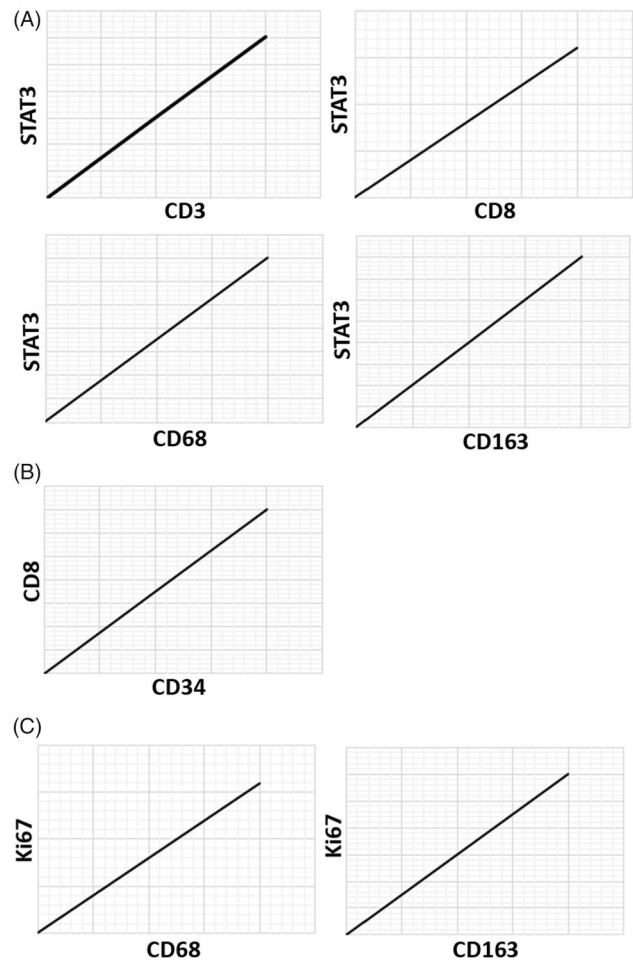 (A)
STAT3
CD3
STAT3
CD8
STAT3
CD68
STAT3
CD163
(B)
CD8
CD34
(C)
Ki67
CD68
Ki67
CD163